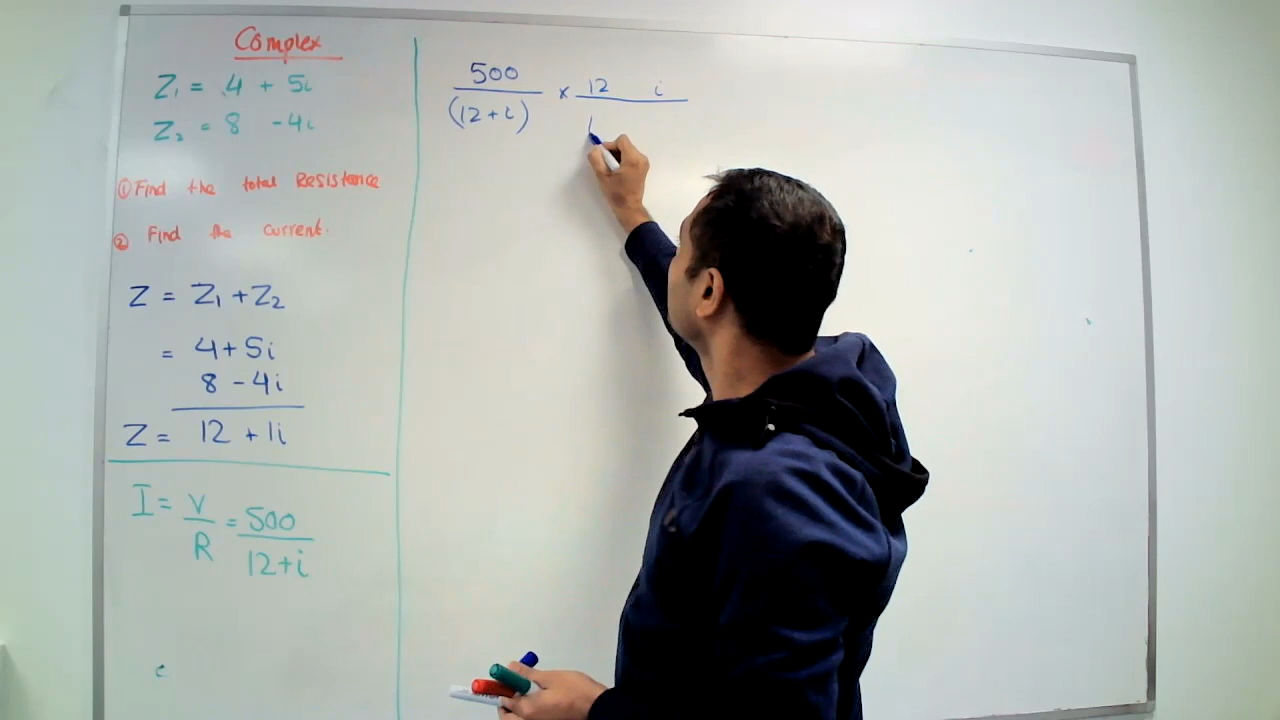 Complex
Z₁ = 4 + 5i
Z₂ = 8 - 4i
① Find the total Resistance
② Find the current.
Z = Z₁ + Z₂
= 4 + 5i
8 - 4i
Z = 12 + 1i
I = V/R = 500/12+i
500/(12+i) × 12 i